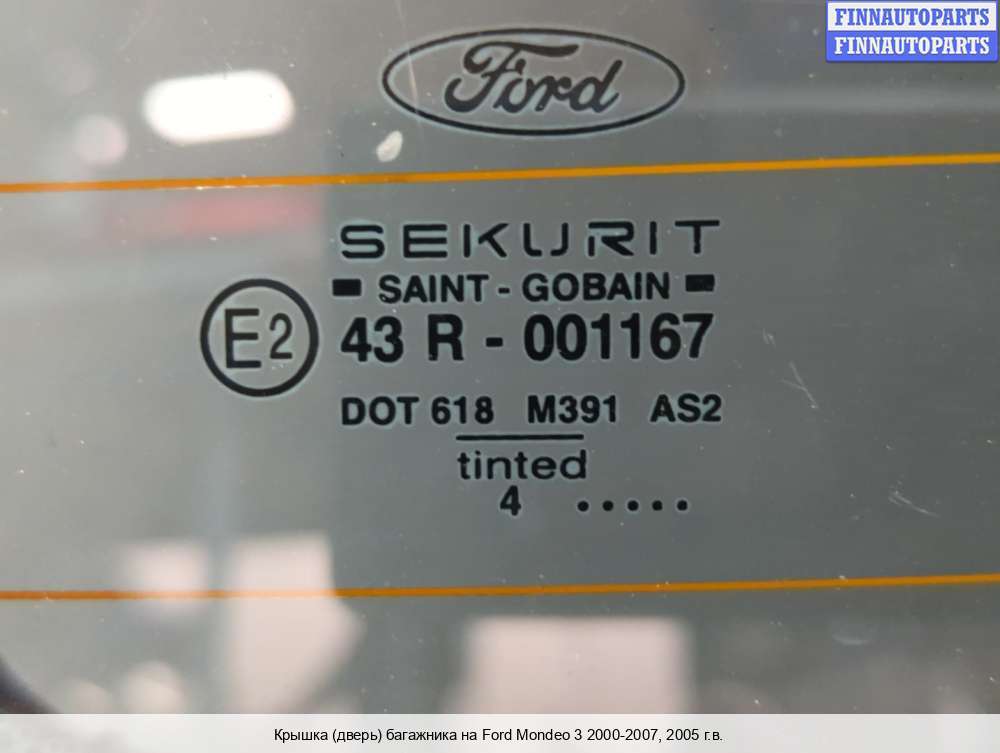 FINNAUTOPARTS
FINNAUTOPARTS
Ford
SEKURIT
SAINT - GOBAIN
E2
43 R - 001167
DOT 618 M391 AS2
tinted
4 .....
Крышка (дверь) багажника на Ford Mondeo 3 2000-2007, 2005 г.в.